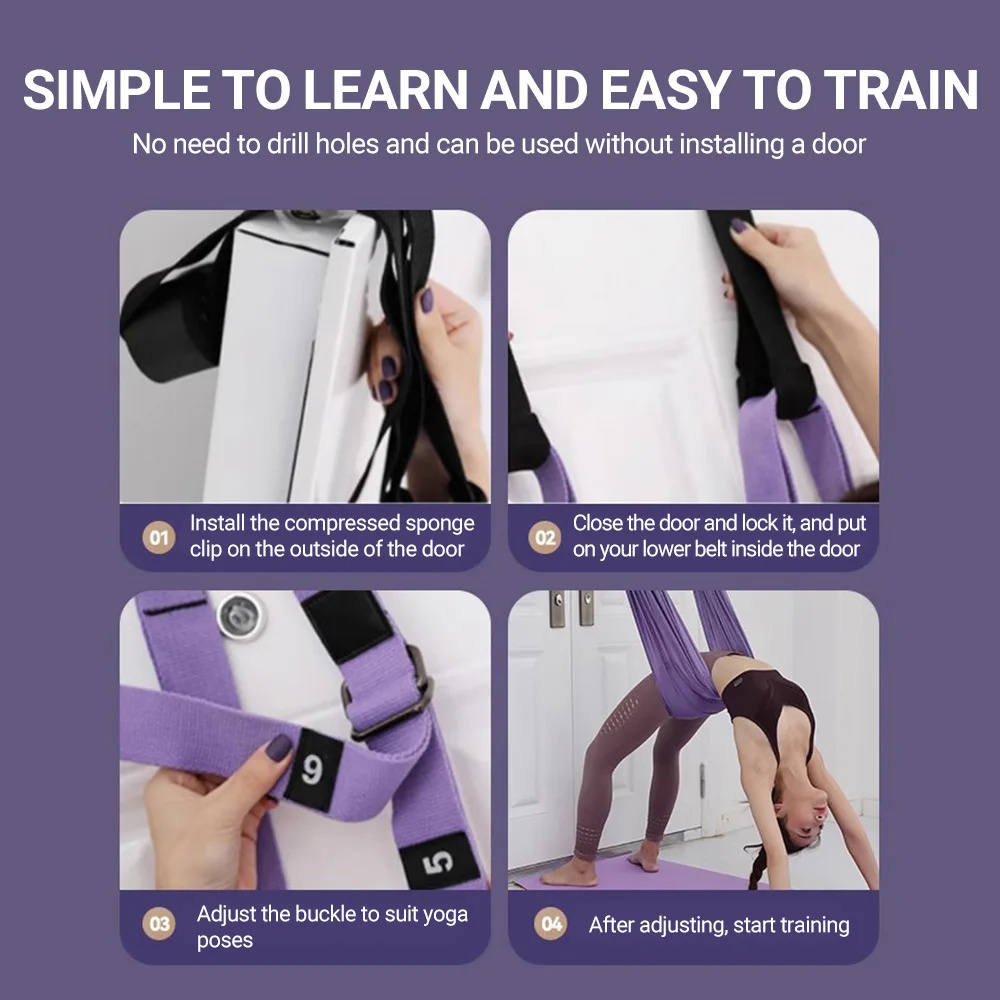 SIMPLE TO LEARN AND EASY TO TRAIN
No need to drill holes and can be used without installing a door
01 Install the compressed sponge
clip on the outside of the door
02 Close the door and lock it, and put
on your lower belt inside the door
6
5
03 Adjust the buckle to suit yoga
poses
04 After adjusting, start training